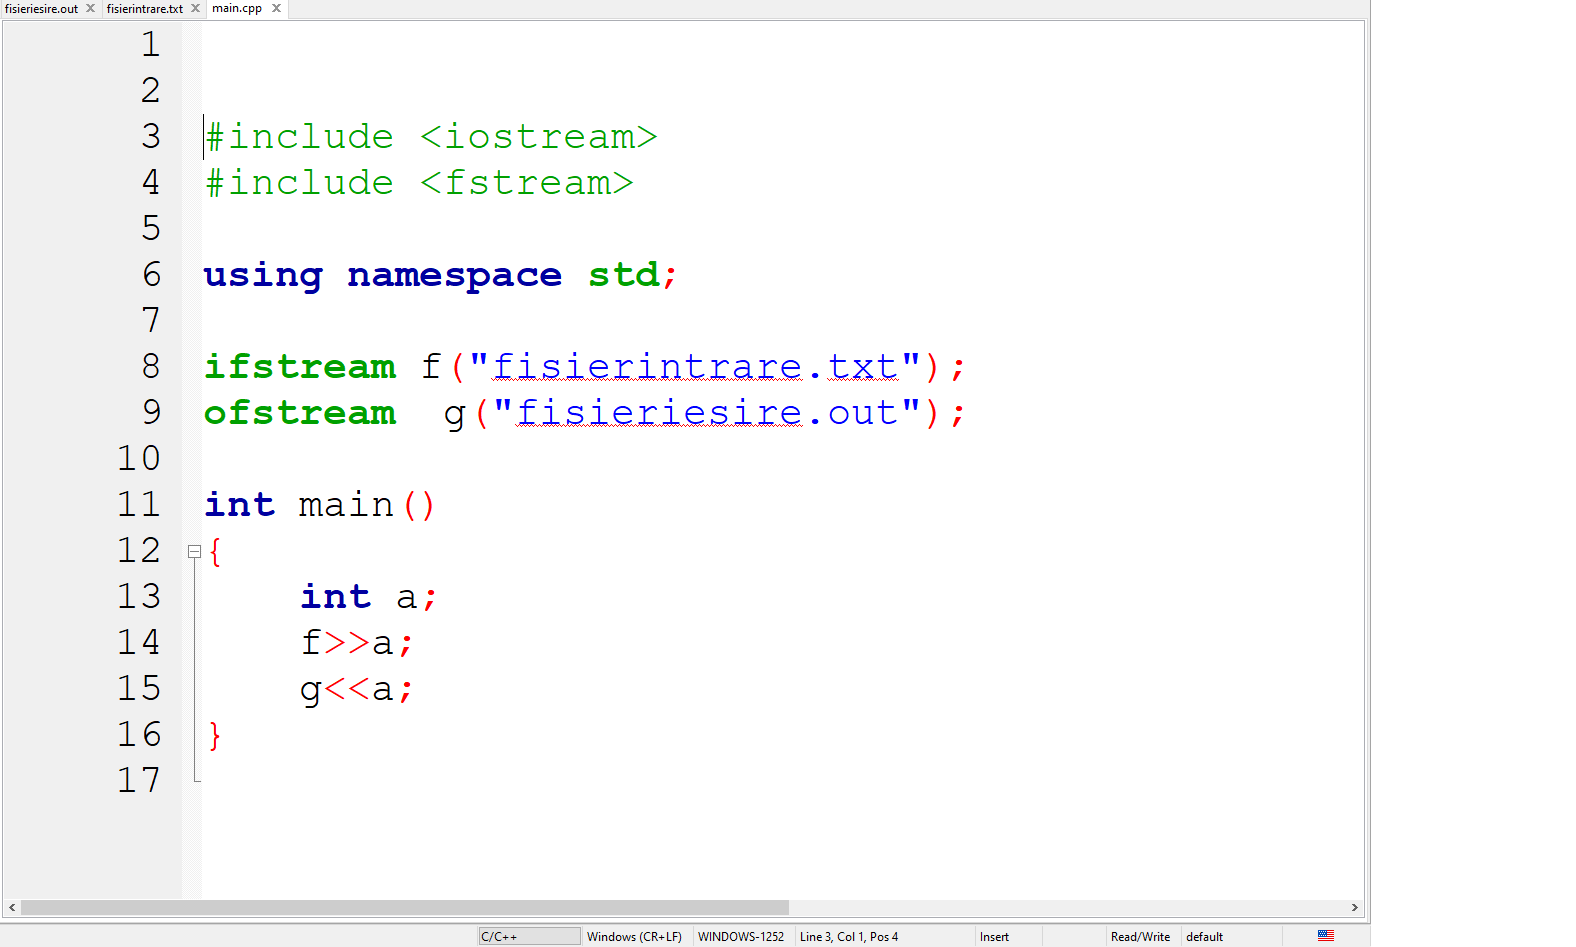 fisieriesire.out fisierintrare.txt main.cpp
1
2
3 #include <iostream>
4 #include <fstream>
5
6 using namespace std;
7
8 ifstream f("fisierintrare.txt");
9 ofstream  g("fisieriesire.out");
10
11 int main()
12 {
13     int a;
14     f>>a;
15     g<<a;
16 }
17
C/C++ Windows (CR+LF) WINDOWS-1252 Line 3, Col 1, Pos 4 Insert Read/Write default